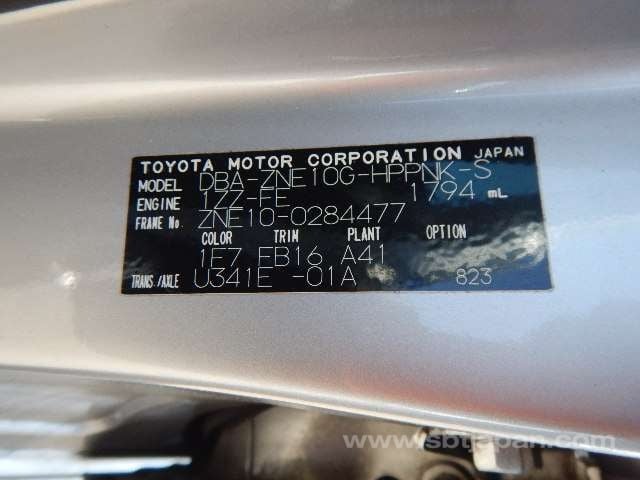 TOYOTA MOTOR CORPORATION JAPAN
MODEL DBA-ZNE10G-HPPNK-S
ENGINE 1ZZ-FE 1794 mL
FRAME No. ZNE10-0284477
COLOR TRIM PLANT OPTION
1F7 FB16 A41
TRANS./AXLE U341E -01A 823
www.sbtjapan.com